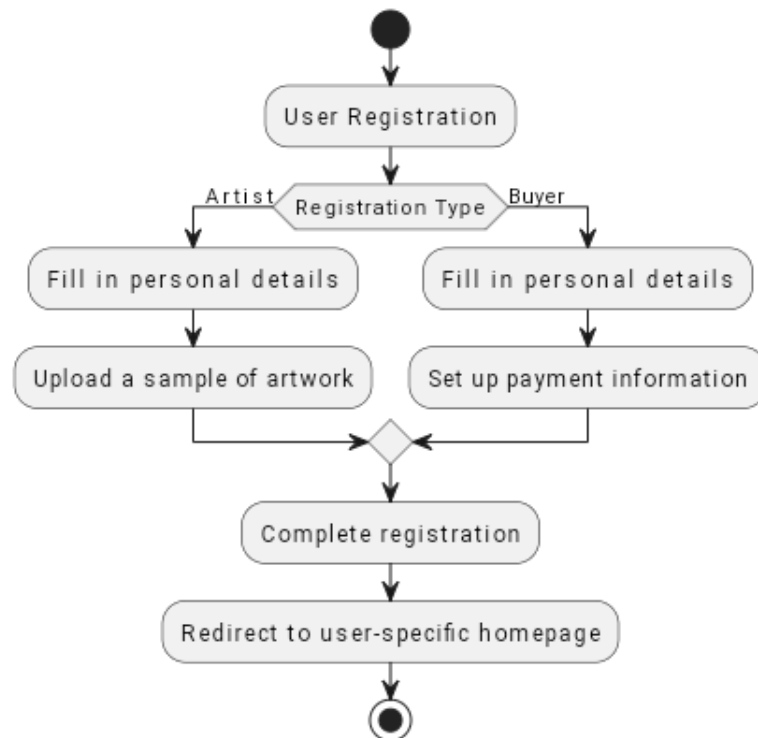 User Registration
Artist
Registration Type
Buyer
Fill in personal details
Fill in personal details
Upload a sample of artwork
Set up payment information
Complete registration
Redirect to user-specific homepage